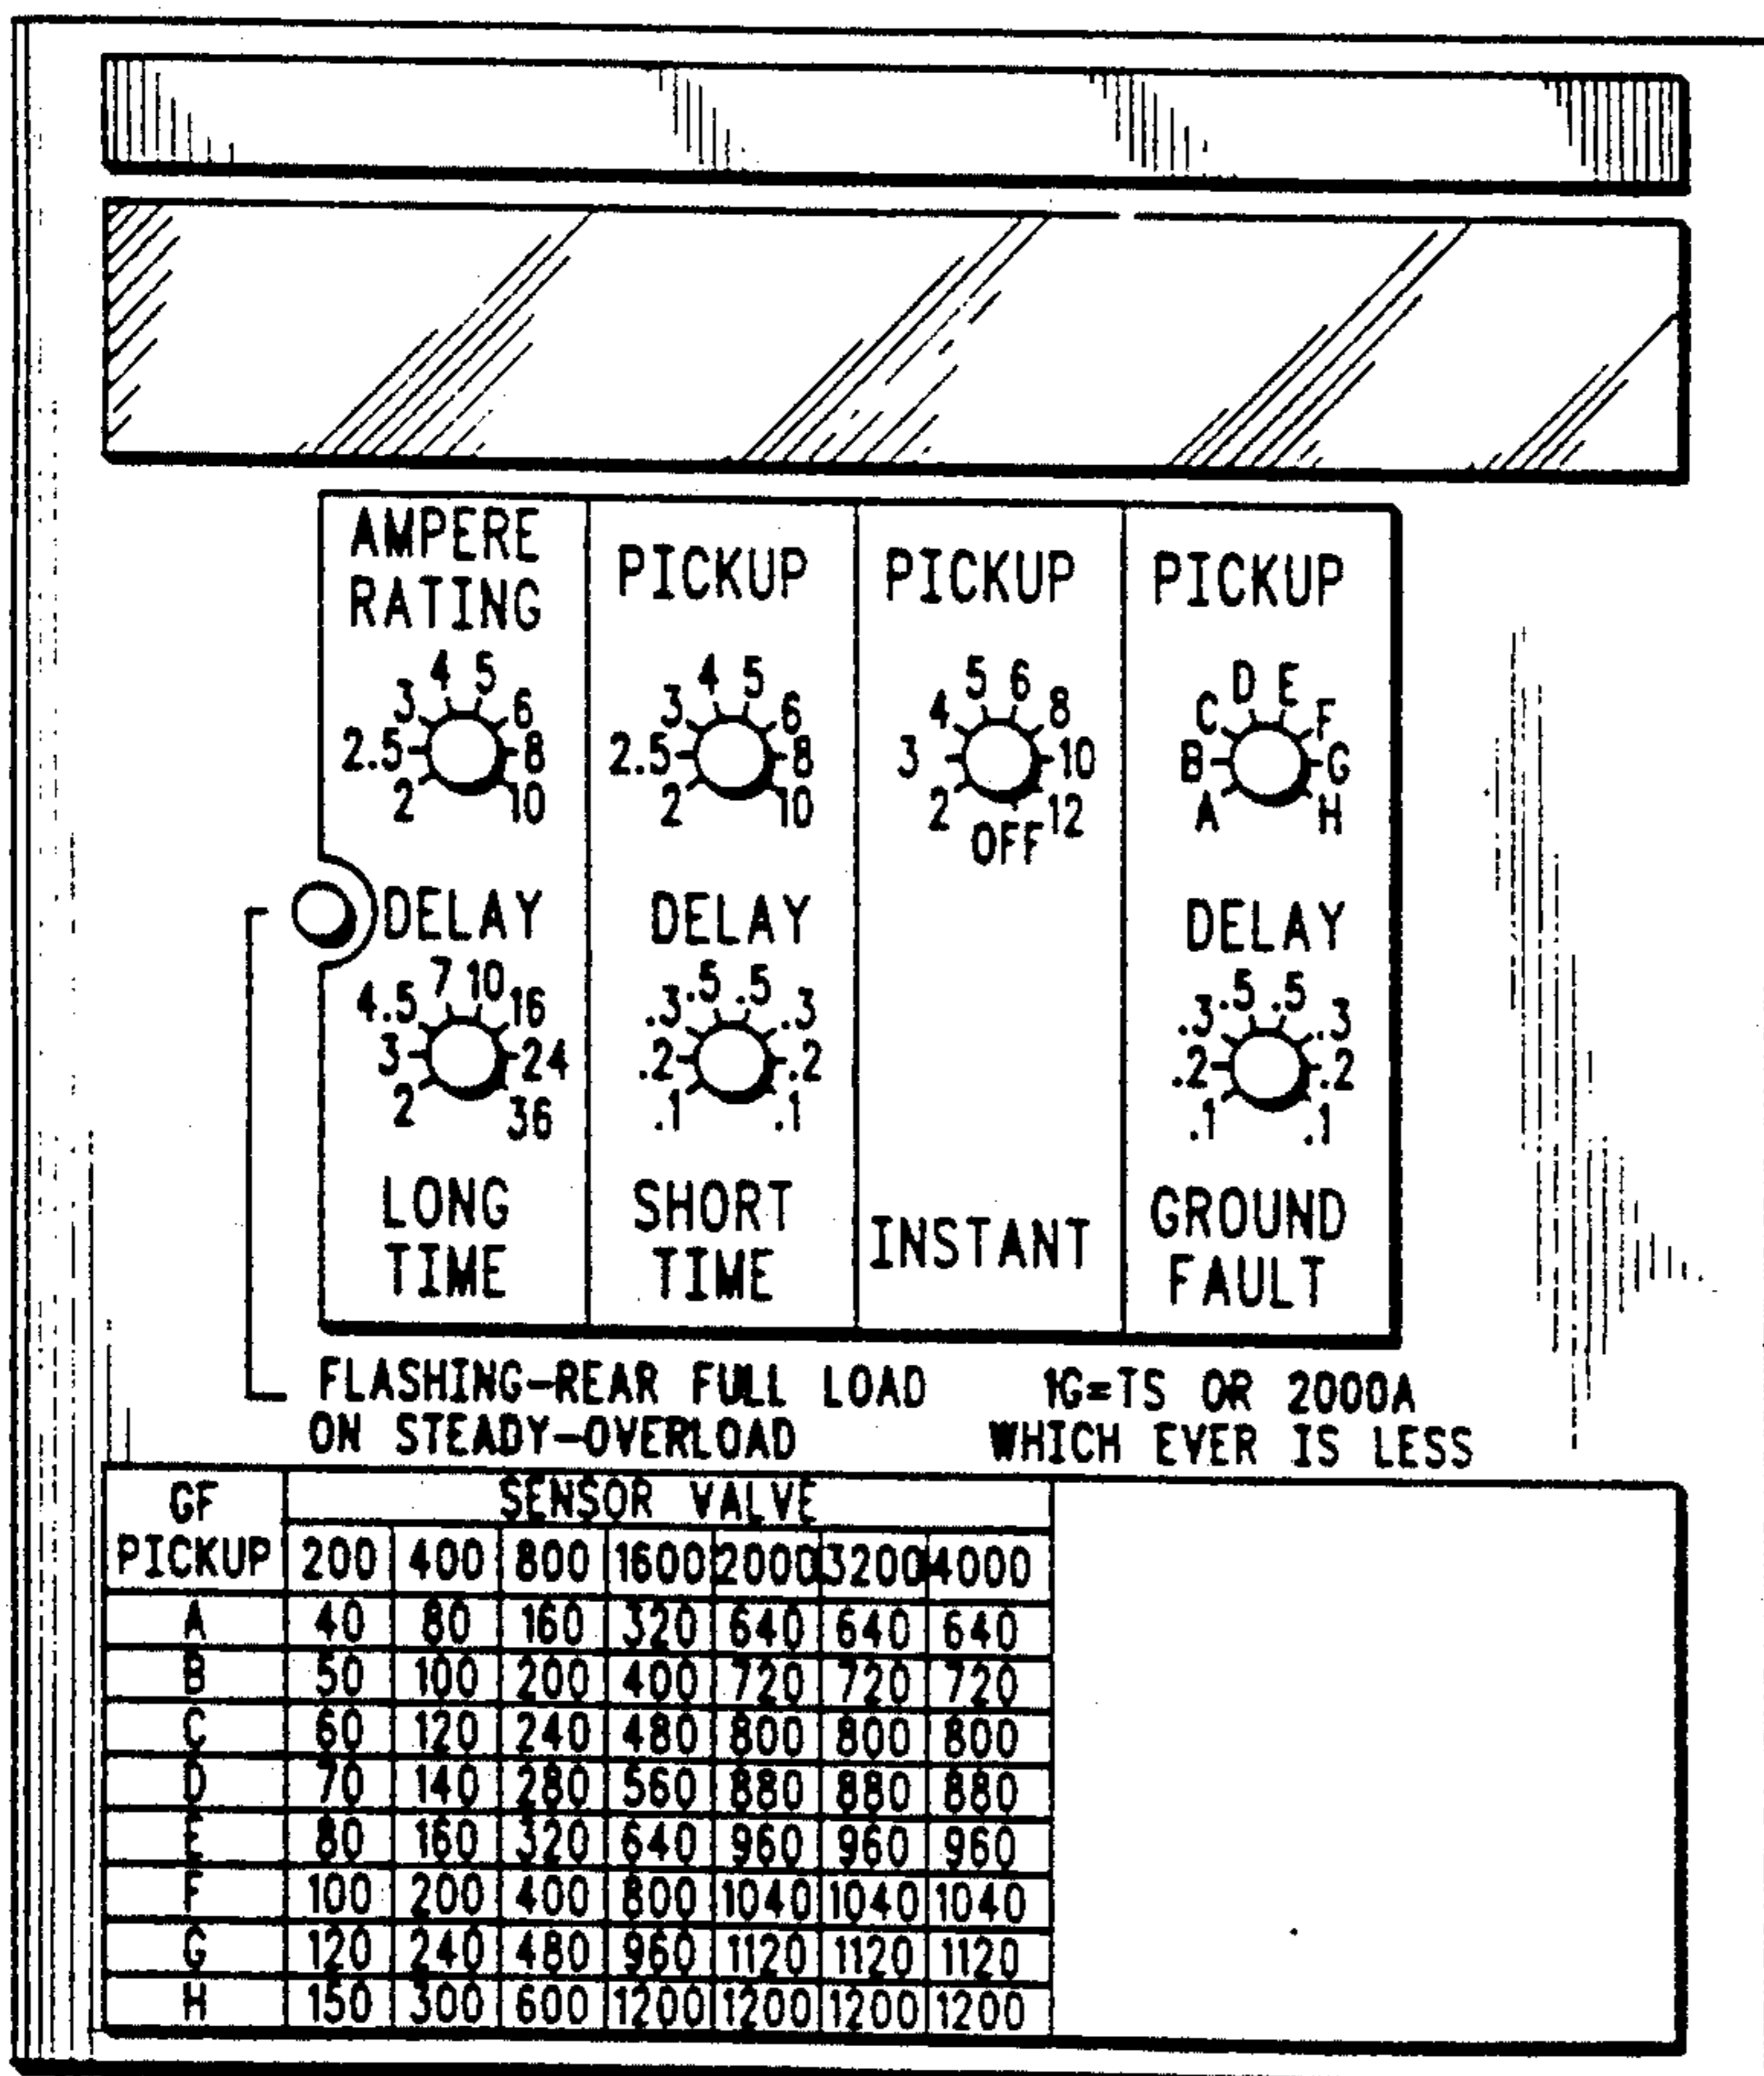 AMPERE
RATING
4 5
3 6
2.5 8
2 10
DELAY
7 10
4.5 16
3 24
2 36
LONG
TIME
PICKUP
4 5
3 6
2.5 8
2 10
DELAY
.5 .5
.3 .3
.2 .2
.1 .1
SHORT
TIME
PICKUP
5 6
4 8
3 10
2 12
OFF
INSTANT
PICKUP
D E
C F
B G
A H
DELAY
.5 .5
.3 .3
.2 .2
.1 .1
GROUND
FAULT
FLASHING-REAR FULL LOAD
ON STEADY-OVERLOAD
1G=TS OR 2000A
WHICH EVER IS LESS
GF
PICKUP
SENSOR VALVE
200 400 800 1600 2000 3200 4000
A 40 80 160 320 640 640 640
B 50 100 200 400 720 720 720
C 60 120 240 480 800 800 800
D 70 140 280 560 880 880 880
E 80 160 320 640 960 960 960
F 100 200 400 800 1040 1040 1040
G 120 240 480 960 1120 1120 1120
H 150 300 600 1200 1200 1200 1200